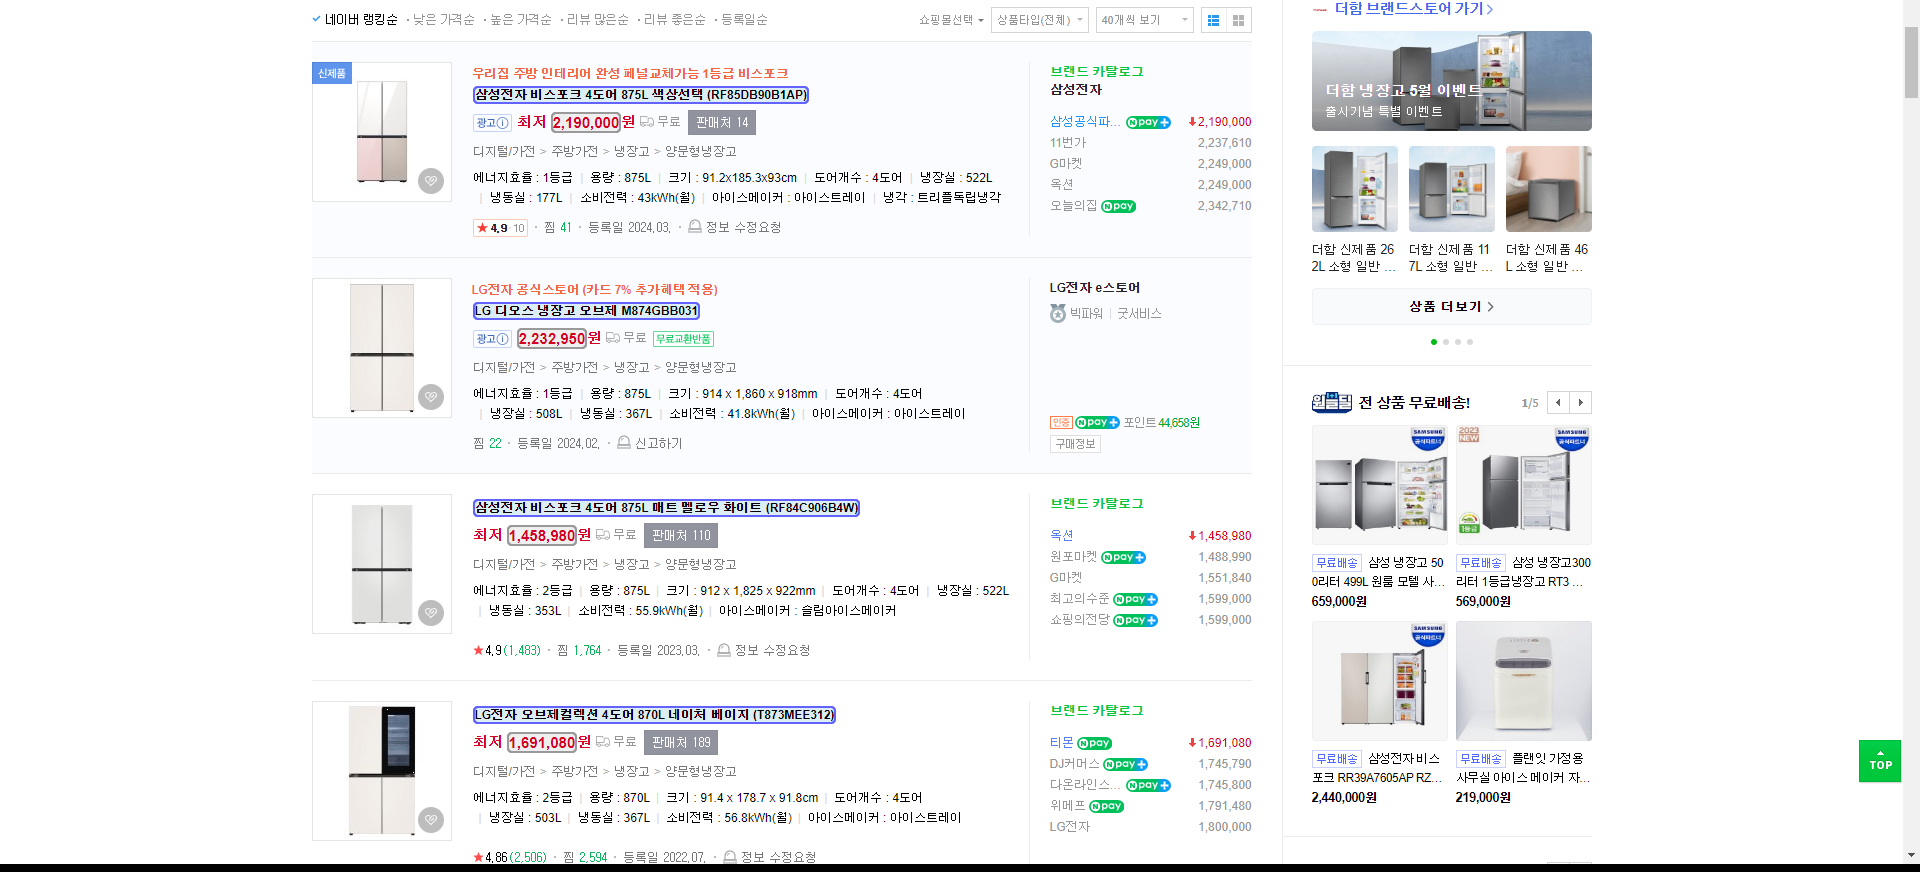 네이버 랭킹순 · 낮은 가격순 · 높은 가격순 · 리뷰 많은순 · 리뷰 좋은순 · 등록일순
쇼핑몰선택 상품타입(전체) 40개씩 보기
신제품
우리집 주방 인테리어 완성 패널교체가능 1등급 비스포크
삼성전자 비스포크 4도어 875L 색상선택 (RF85DB90B1AP)
광고 최저 2,190,000원 무료 판매처 14
디지털/가전 > 주방가전 > 냉장고 > 양문형냉장고
에너지효율 : 1등급 | 용량 : 875L | 크기 : 91.2x185.3x93cm | 도어개수 : 4도어 | 냉장실 : 522L
| 냉동실 : 177L | 소비전력 : 43kWh(월) | 아이스메이커 : 아이스트레이 | 냉각 : 트리플독립냉각
★ 4.9 · 10 · 찜 41 · 등록일 2024.03. · 정보 수정요청
브랜드 카탈로그
삼성전자
삼성공식파... N pay+ 2,190,000
11번가 2,237,610
G마켓 2,249,000
옥션 2,249,000
오늘의집 N pay 2,342,710
LG전자 공식스토어 (카드 7% 추가혜택 적용)
LG 디오스 냉장고 오브제 M874GBB031
광고 2,232,950원 무료 무료교환반품
디지털/가전 > 주방가전 > 냉장고 > 양문형냉장고
에너지효율 : 1등급 | 용량 : 875L | 크기 : 914 x 1,860 x 918mm | 도어개수 : 4도어
| 냉장실 : 508L | 냉동실 : 367L | 소비전력 : 41.8kWh(월) | 아이스메이커 : 아이스트레이
찜 22 · 등록일 2024.02. · 신고하기
LG전자 e스토어
빅파워 | 굿서비스
인증 N pay+ 포인트 44,658원
구매정보
삼성전자 비스포크 4도어 875L 매트 멜로우 화이트 (RF84C906B4W)
최저 1,458,980원 무료 판매처 110
디지털/가전 > 주방가전 > 냉장고 > 양문형냉장고
에너지효율 : 2등급 | 용량 : 875L | 크기 : 912 x 1,825 x 922mm | 도어개수 : 4도어 | 냉장실 : 522L
| 냉동실 : 353L | 소비전력 : 55.9kWh(월) | 아이스메이커 : 슬림아이스메이커
★ 4.9(1,483) · 찜 1,764 · 등록일 2023.03. · 정보 수정요청
브랜드 카탈로그
옥션 1,458,980
원포마켓 N pay+ 1,488,990
G마켓 1,551,840
최고의수준 N pay+ 1,599,000
쇼핑의전당 N pay+ 1,599,000
LG전자 오브제컬렉션 4도어 870L 네이처 베이지 (T873MEE312)
최저 1,691,080원 무료 판매처 189
디지털/가전 > 주방가전 > 냉장고 > 양문형냉장고
에너지효율 : 2등급 | 용량 : 870L | 크기 : 91.4 x 178.7 x 91.8cm | 도어개수 : 4도어
| 냉장실 : 503L | 냉동실 : 367L | 소비전력 : 56.8kWh(월) | 아이스메이커 : 아이스트레이
★ 4.86(2,506) · 찜 2,594 · 등록일 2022.07. · 정보 수정요청
브랜드 카탈로그
티몬 N pay 1,691,080
DJ커머스 N pay+ 1,745,790
다온라인스... N pay+ 1,745,800
위메프 N pay 1,791,480
LG전자 1,800,000
더함 브랜드스토어 가기 >
더함 냉장고 5월 이벤트
출시기념 특별 이벤트
더함 신제품 26
2L 소형 일반 ...
더함 신제품 11
7L 소형 일반 ...
더함 신제품 46
L 소형 일반 ...
상품 더보기 >
전 상품 무료배송! 1/5
SAMSUNG
공식파트너
2023
NEW
SAMSUNG
공식파트너
1등급
무료배송 삼성 냉장고 50
0리터 499L 원룸 모델 사...
659,000원
무료배송 삼성 냉장고300
리터 1등급냉장고 RT3 ...
569,000원
SAMSUNG
공식파트너
무료배송 삼성전자 비스
포크 RR39A7605AP RZ...
2,440,000원
무료배송 플랜잇 가정용
사무실 아이스 메이커 자...
219,000원
TOP